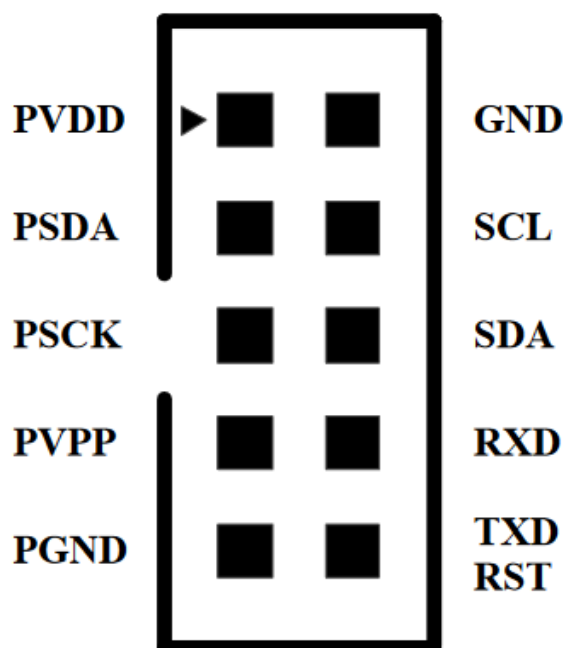 PVDD
GND
PSDA
SCL
PSCK
SDA
PVPP
RXD
PGND
TXD
RST